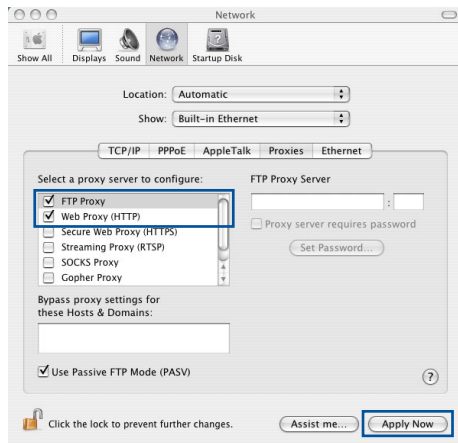 Network
Show All Displays Sound Network Startup Disk
Location: Automatic
Show: Built-in Ethernet
TCP/IP PPPoE AppleTalk Proxies Ethernet
Select a proxy server to configure:
FTP Proxy Server
FTP Proxy
:
Web Proxy (HTTP)
Proxy server requires password
Secure Web Proxy (HTTPS)
Streaming Proxy (RTSP)
Set Password...
SOCKS Proxy
Gopher Proxy
Bypass proxy settings for
these Hosts & Domains:
Use Passive FTP Mode (PASV)
?
Click the lock to prevent further changes.
Assist me...
Apply Now